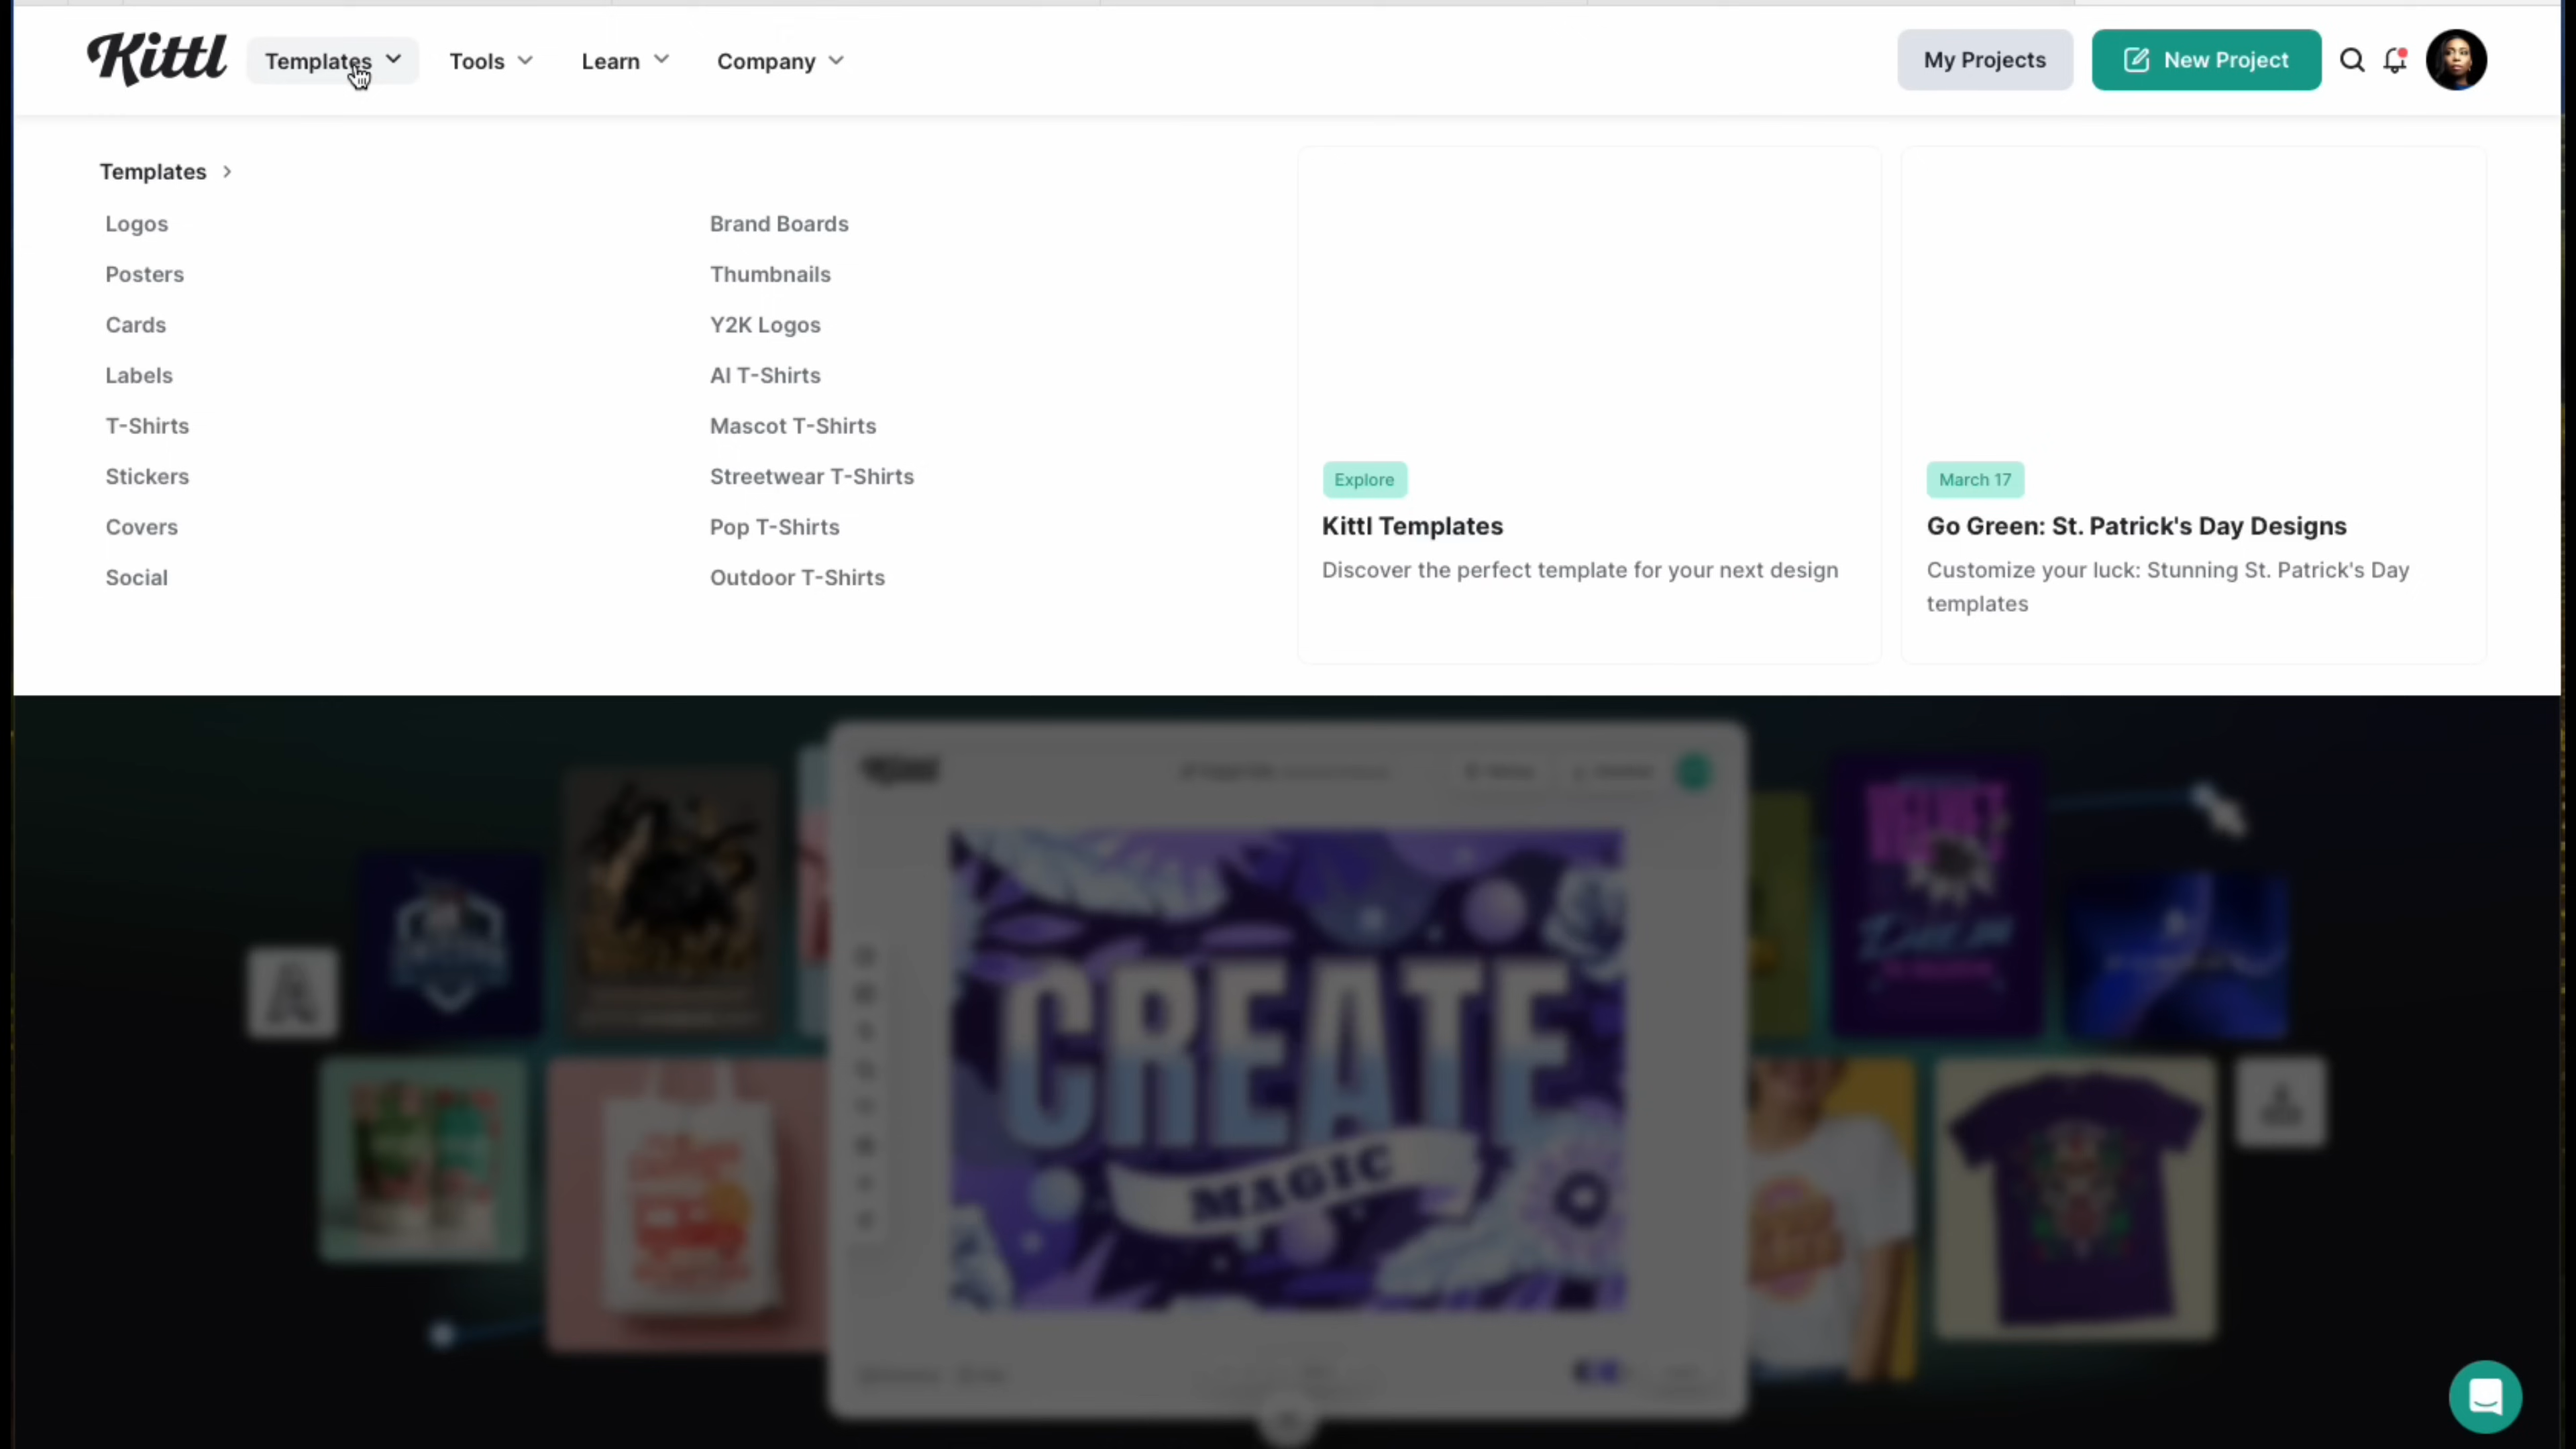 Kittl
Templates
Tools
Learn
Company
My Projects
New Project
Templates
Logos
Posters
Cards
Labels
T-Shirts
Stickers
Covers
Social
Brand Boards
Thumbnails
Y2K Logos
AI T-Shirts
Mascot T-Shirts
Streetwear T-Shirts
Pop T-Shirts
Outdoor T-Shirts
Explore
Kittl Templates
Discover the perfect template for your next design
March 17
Go Green: St. Patrick's Day Designs
Customize your luck: Stunning St. Patrick's Day
templates
Kittl
CREATE
MAGIC